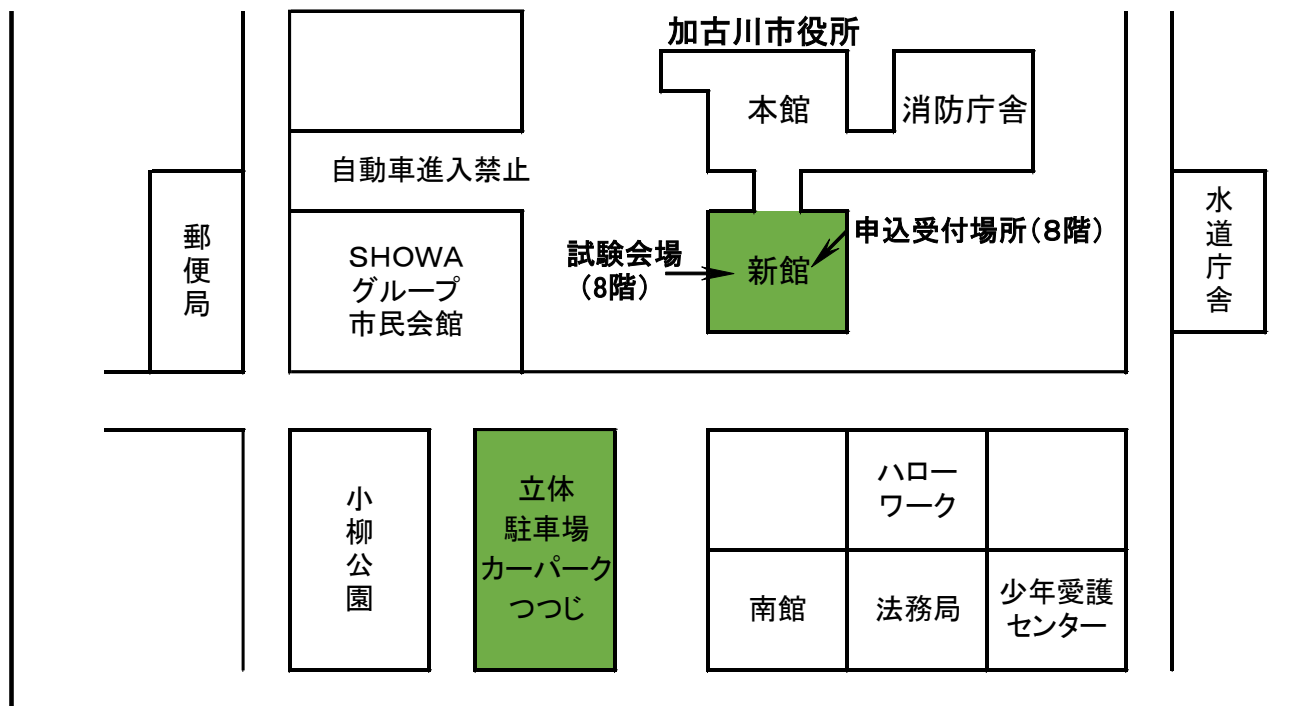 加古川市役所
本館
消防庁舎
自動車進入禁止
郵便局
SHOWA
グループ
市民会館
試験会場
（8階）
新館
申込受付場所（８階）
水道庁舎
小柳公園
立体
駐車場
カーパーク
つつじ
ハロー
ワーク
南館
法務局
少年愛護
センター